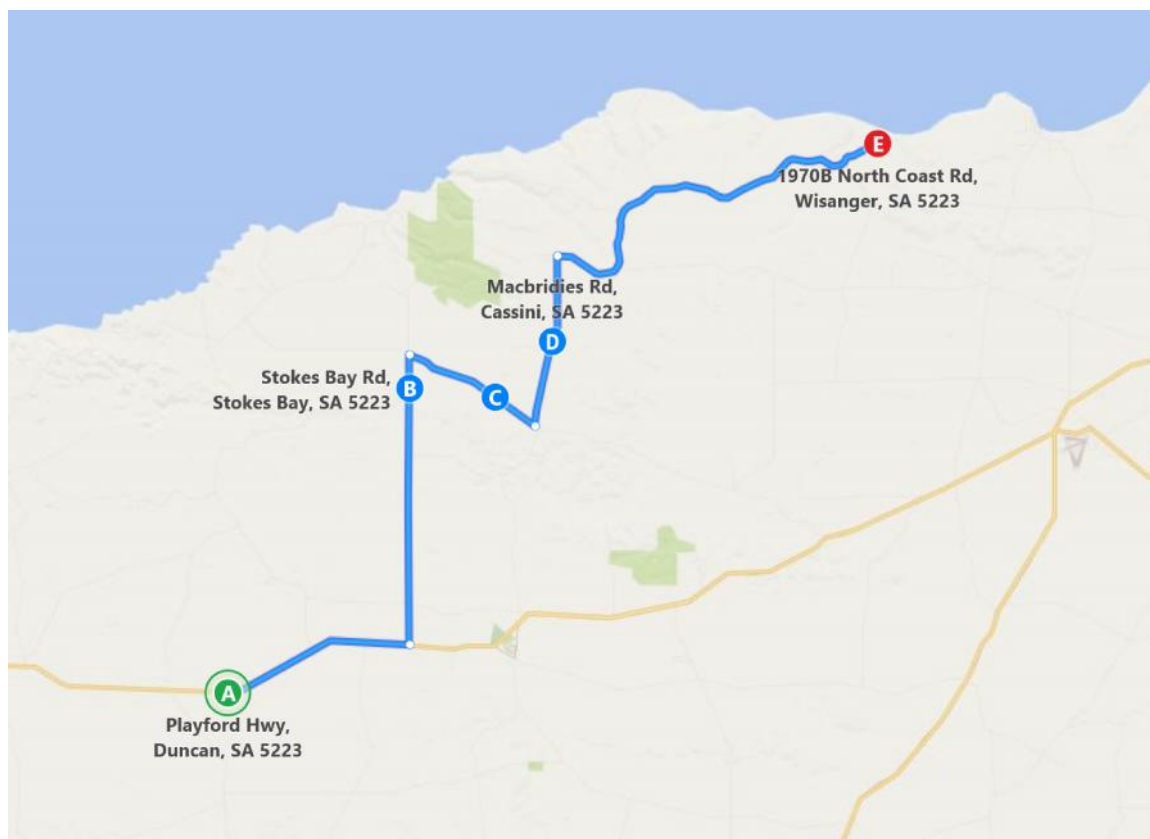 E
1970B North Coast Rd,
Wisanger, SA 5223
Macbridies Rd,
Cassini, SA 5223
D
Stokes Bay Rd,
Stokes Bay, SA 5223
B
C
A
Playford Hwy,
Duncan, SA 5223